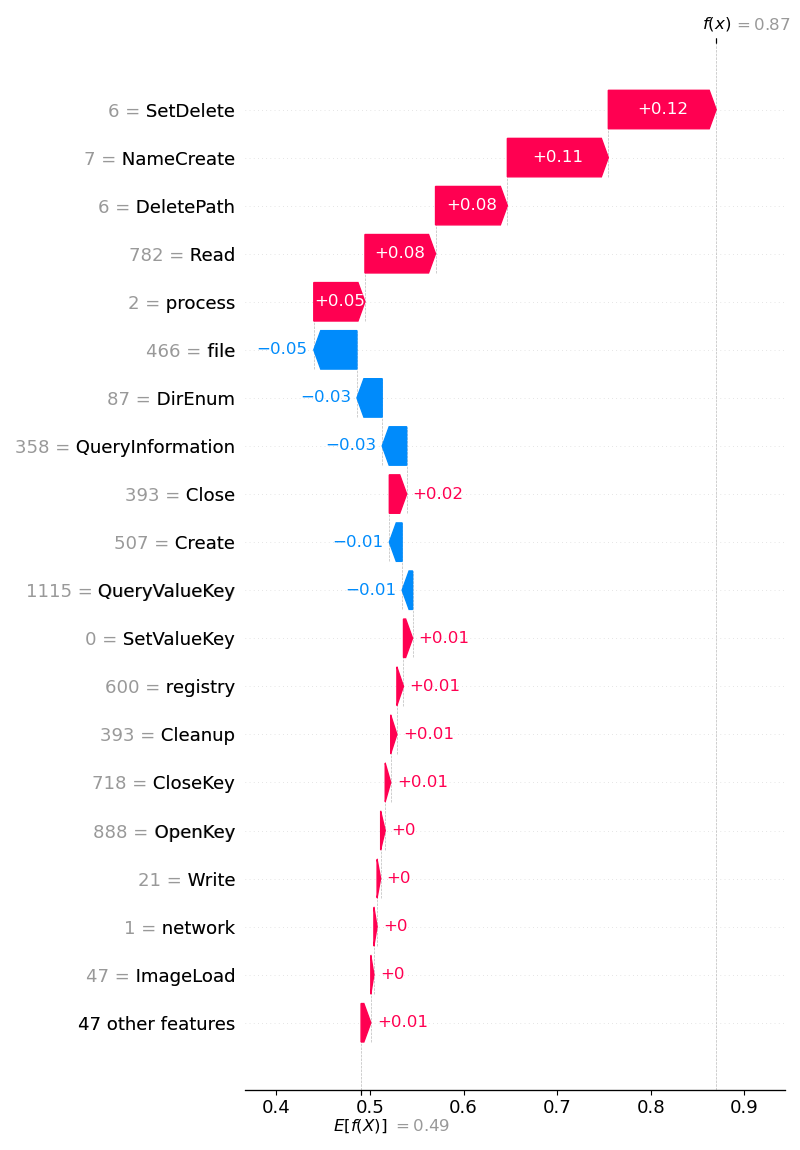 f(x) = 0.87
6 = SetDelete +0.12
7 = NameCreate +0.11
6 = DeletePath +0.08
782 = Read +0.08
2 = process +0.05
466 = file −0.05
87 = DirEnum −0.03
358 = QueryInformation −0.03
393 = Close +0.02
507 = Create −0.01
1115 = QueryValueKey −0.01
0 = SetValueKey +0.01
600 = registry +0.01
393 = Cleanup +0.01
718 = CloseKey +0.01
888 = OpenKey +0
21 = Write +0
1 = network +0
47 = ImageLoad +0
47 other features +0.01
0.4 0.5 0.6 0.7 0.8 0.9
E[f(X)] = 0.49